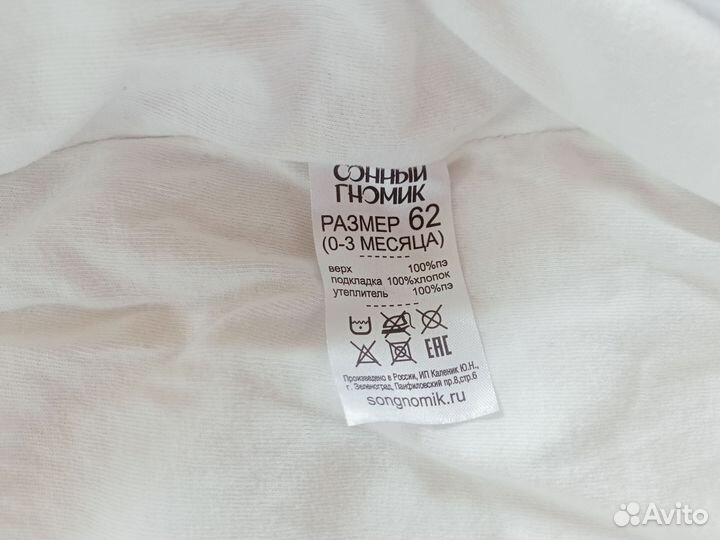 СОННЫЙ
ГНОМИК
РАЗМЕР 62
(0-3 МЕСЯЦА)
верх 100%пэ
подкладка 100%хлопок
утеплитель 100%пэ
EAC
Произведено в России, ИП Каленик Ю.Н.,
г. Зеленоград, Панфиловский пр.8,стр.6
songnomik.ru
Avito